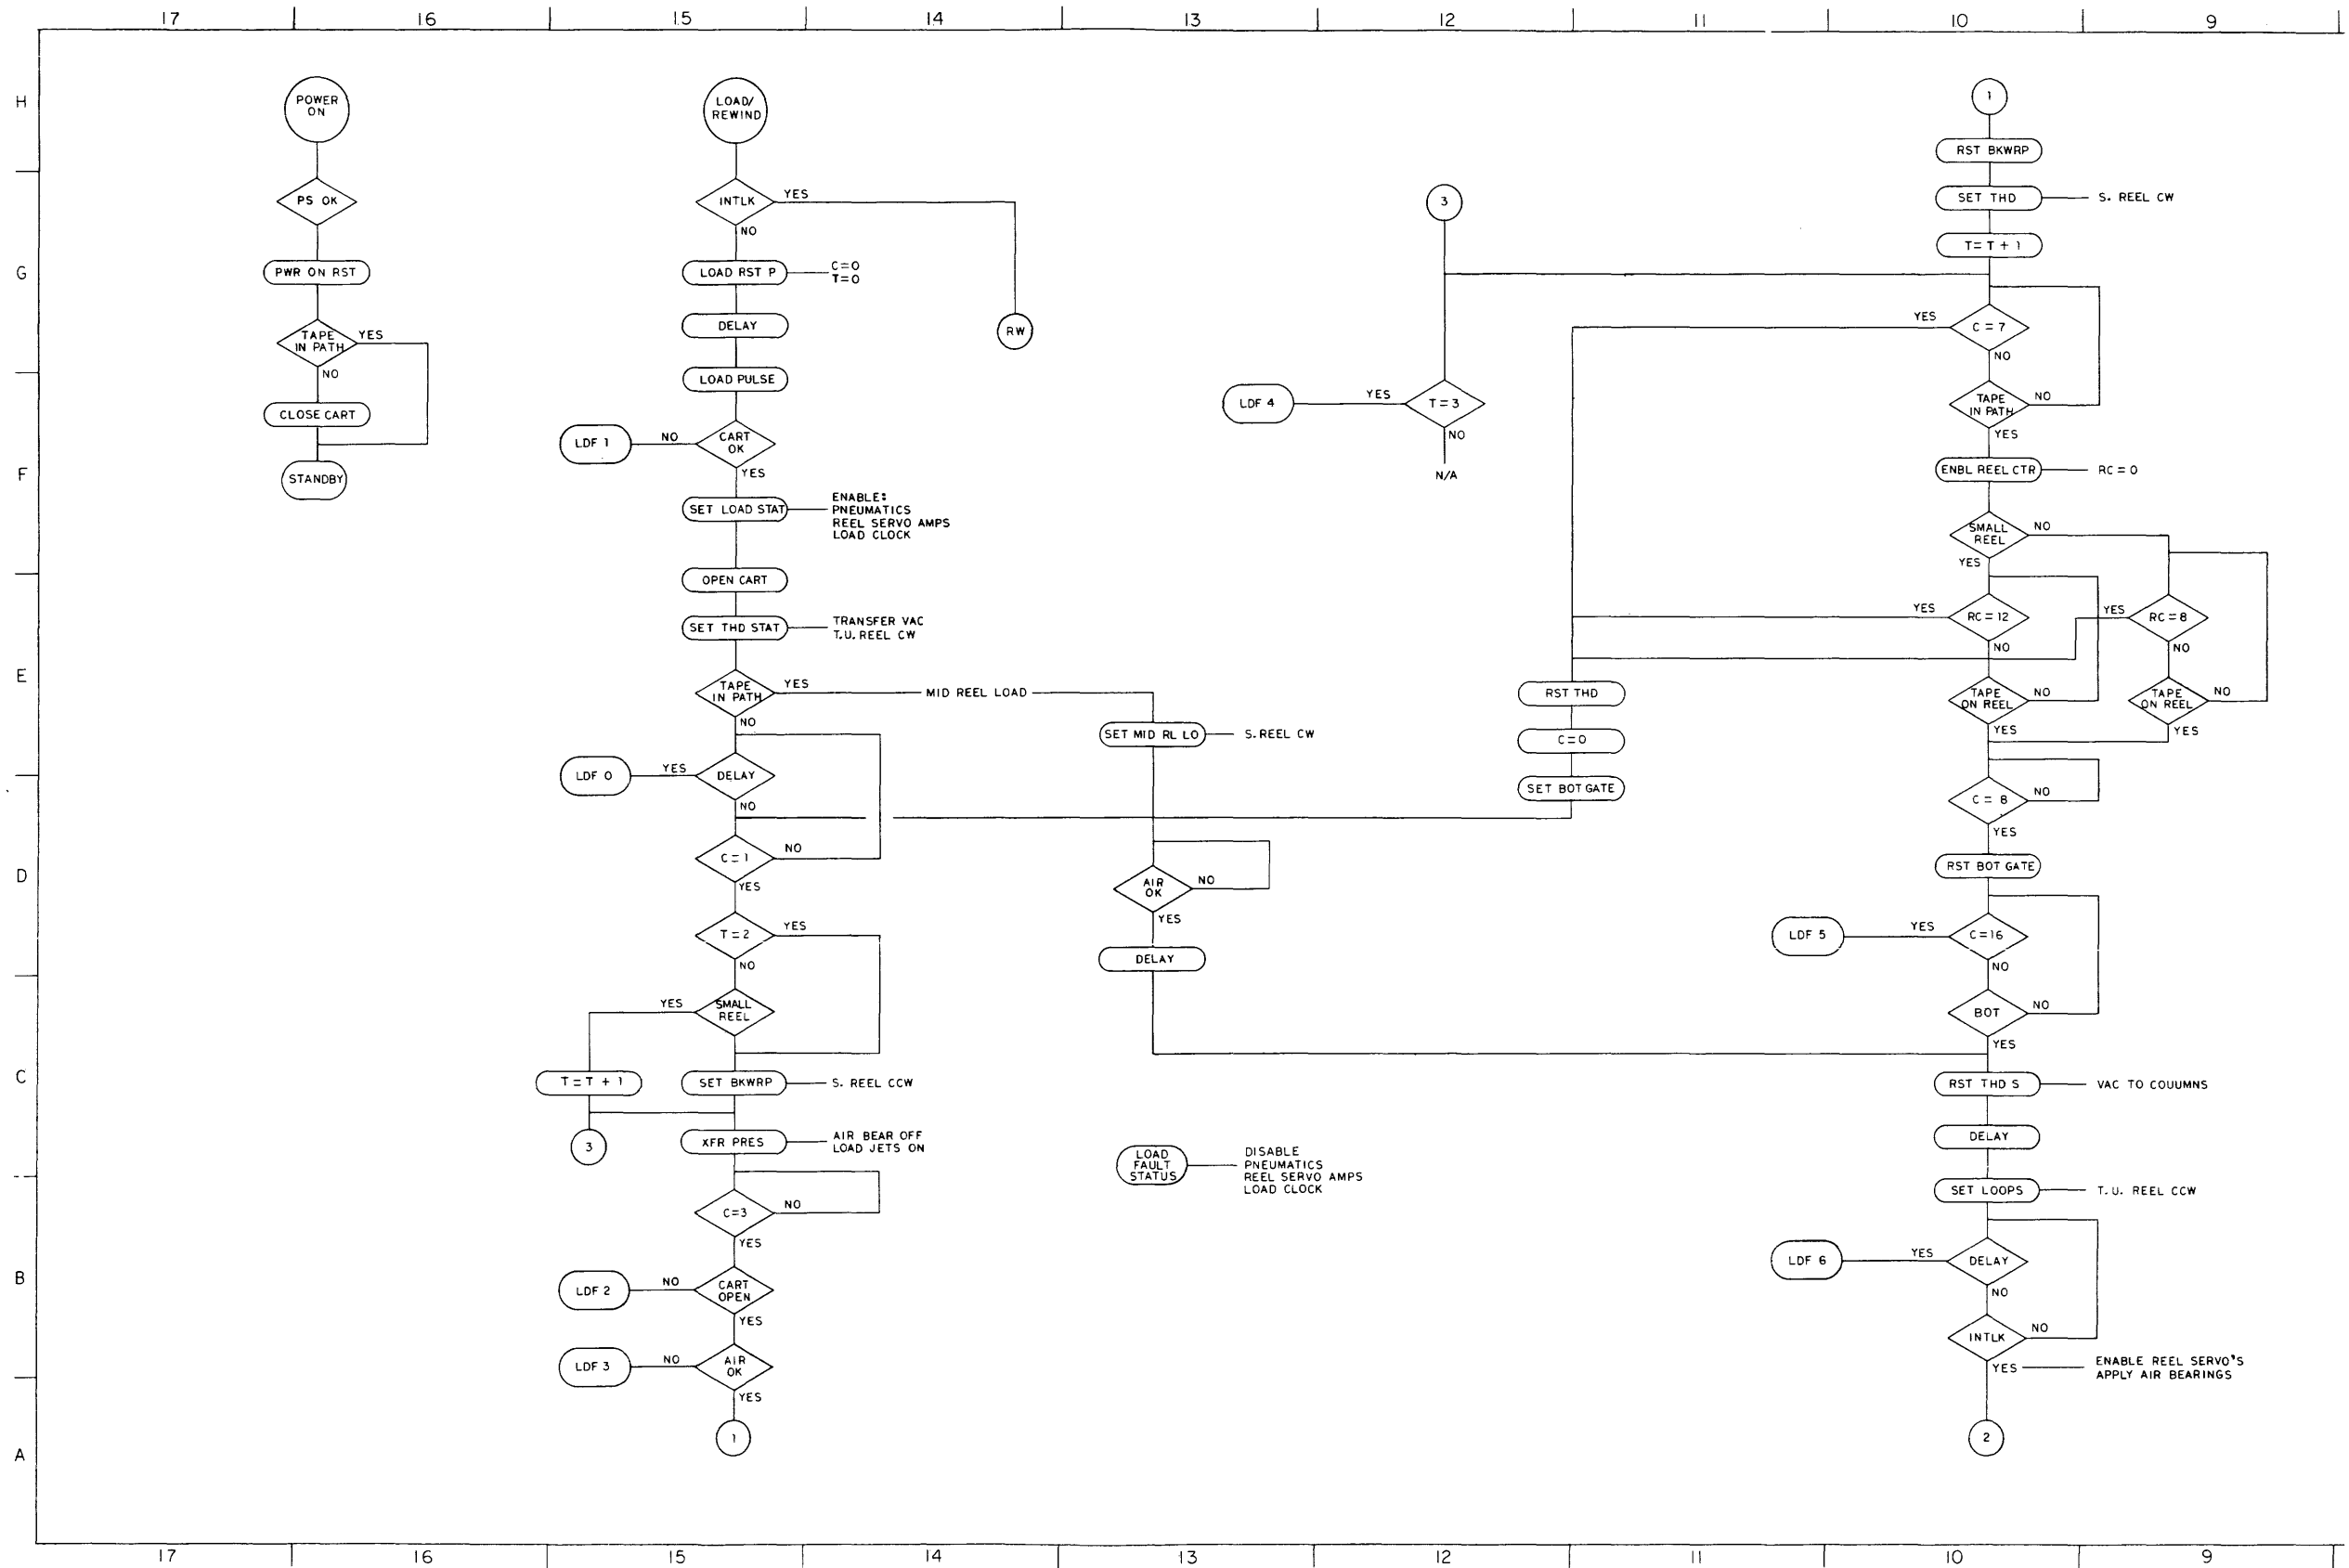 17 16 15 14 13 12 11 10 9
H
G
F
E
D
C
B
A
POWER
ON
PS OK
PWR ON RST
TAPE
IN PATH
YES
NO
CLOSE CART
STANDBY
LOAD/
REWIND
INTLK
YES
NO
RW
LOAD RST P
C=0
T=0
DELAY
LOAD PULSE
CART
OK
NO
LDF 1
YES
SET LOAD STAT
ENABLE:
PNEUMATICS
REEL SERVO AMPS
LOAD CLOCK
OPEN CART
SET THD STAT
TRANSFER VAC
T.U. REEL CW
TAPE
IN PATH
YES
MID REEL LOAD
NO
DELAY
YES
LDF 0
NO
C=1
NO
YES
T=2
YES
NO
SMALL
REEL
YES
T=T+1
3
SET BKWRP
S. REEL CCW
XFR PRES
AIR BEAR OFF
LOAD JETS ON
C=3
NO
YES
CART
OPEN
NO
LDF 2
YES
AIR
OK
NO
LDF 3
YES
1
SET MID RL LO
S. REEL CW
AIR
OK
NO
YES
DELAY
LOAD
FAULT
STATUS
DISABLE
PNEUMATICS
REEL SERVO AMPS
LOAD CLOCK
3
T=3
YES
LDF 4
NO
N/A
RST THD
C=0
SET BOT GATE
1
RST BKWRP
SET THD
S. REEL CW
T=T+1
C=7
YES
NO
TAPE
IN PATH
NO
YES
ENBL REEL CTR
RC=0
SMALL
REEL
NO
YES
RC=12
YES
NO
RC=8
YES
NO
TAPE
ON REEL
NO
YES
TAPE
ON REEL
NO
YES
C=8
NO
YES
RST BOT GATE
C=16
YES
LDF 5
NO
BOT
NO
YES
RST THD S
VAC TO COUUMNS
DELAY
SET LOOPS
T.U. REEL CCW
DELAY
YES
LDF 6
NO
INTLK
NO
YES
ENABLE REEL SERVO'S
APPLY AIR BEARINGS
2
17 16 15 14 13 12 11 10 9